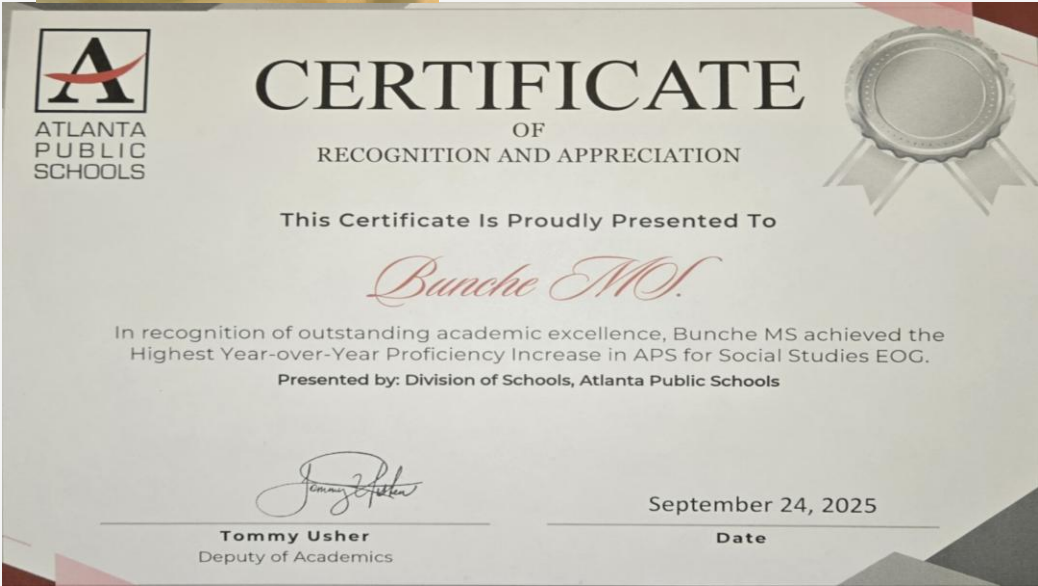 A
ATLANTA
PUBLIC
SCHOOLS
CERTIFICATE
OF
RECOGNITION AND APPRECIATION
This Certificate Is Proudly Presented To
Bunche MS.
In recognition of outstanding academic excellence, Bunche MS achieved the
Highest Year-over-Year Proficiency Increase in APS for Social Studies EOG.
Presented by: Division of Schools, Atlanta Public Schools
Tommy Usher
September 24, 2025
Tommy Usher
Date
Deputy of Academics